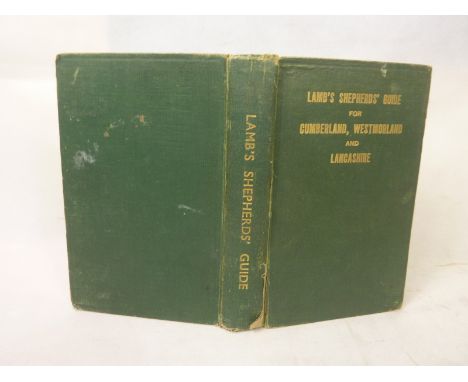 LAMB'S SHEPHERDS' GUIDE
LAMB'S SHEPHERDS' GUIDE
FOR
CUMBERLAND, WESTMORLAND
AND
LANCASHIRE